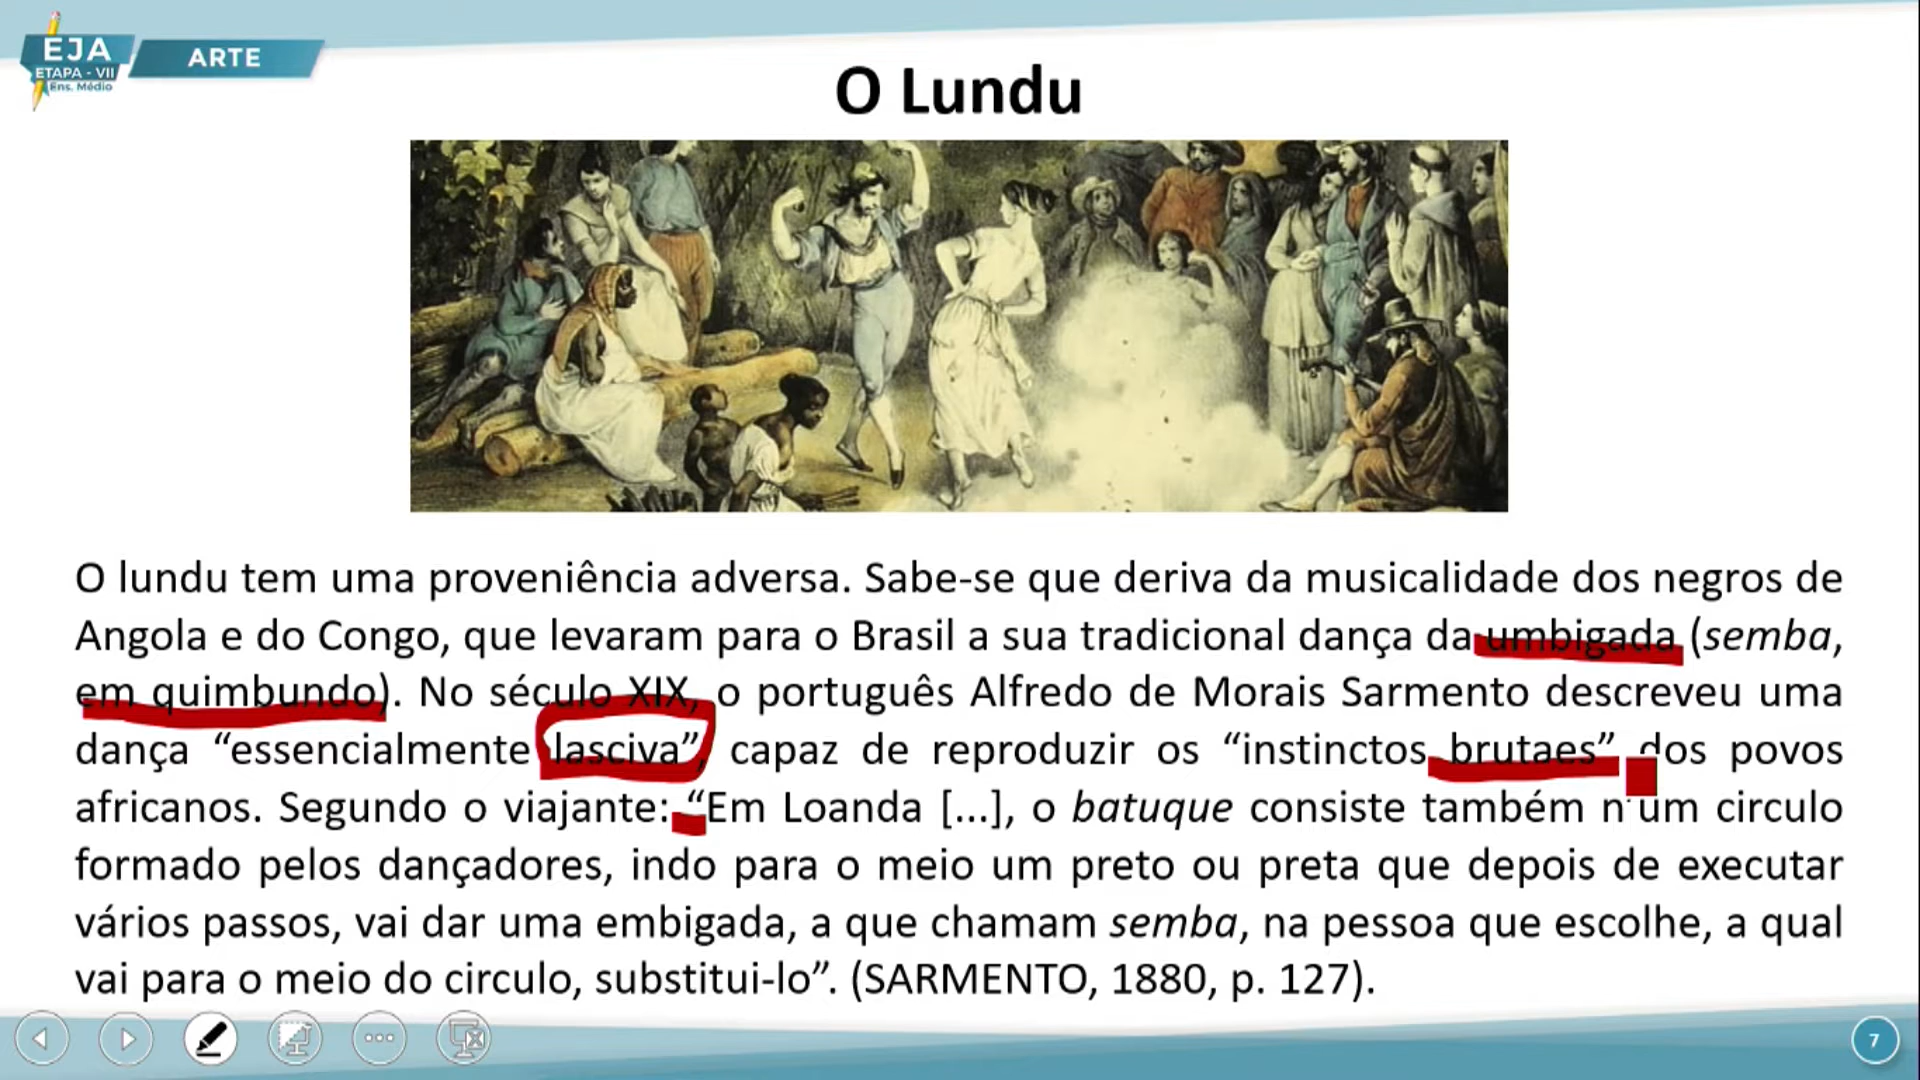 EJA
ETAPA - VII
Ens. Médio
ARTE
O Lundu
O lundu tem uma proveniência adversa. Sabe-se que deriva da musicalidade dos negros de
Angola e do Congo, que levaram para o Brasil a sua tradicional dança da umbigada (semba,
em quimbundo). No século XIX, o português Alfredo de Morais Sarmento descreveu uma
dança “essencialmente lasciva”, capaz de reproduzir os “instinctos brutaes” dos povos
africanos. Segundo o viajante: “Em Loanda [...], o batuque consiste também n'um circulo
formado pelos dançadores, indo para o meio um preto ou preta que depois de executar
vários passos, vai dar uma embigada, a que chamam semba, na pessoa que escolhe, a qual
vai para o meio do circulo, substitui-lo”. (SARMENTO, 1880, p. 127).
7